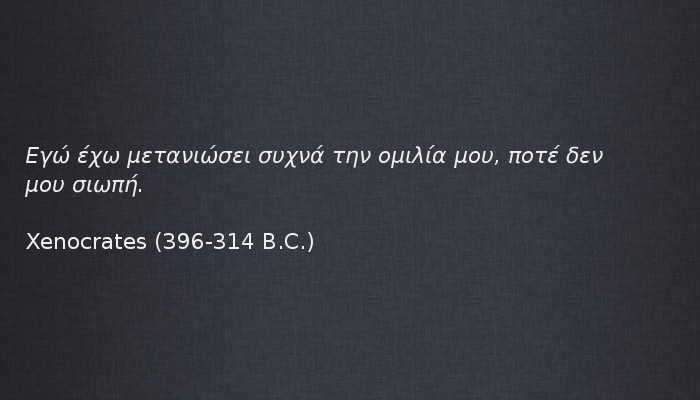 Εγώ έχω μετανιώσει συχνά την ομιλία μου, ποτέ δεν
μου σιωπή.
Xenocrates (396-314 B.C.)